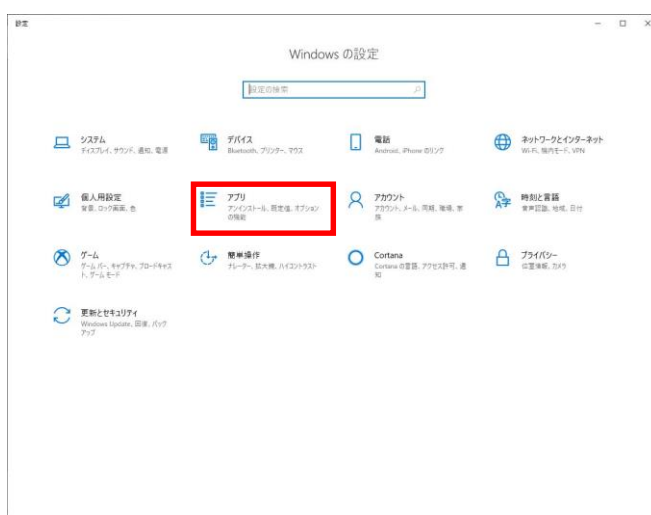 設定
Windows の設定
設定の検索
システム
ディスプレイ、サウンド、通知、電源
デバイス
Bluetooth、プリンター、マウス
電話
Android、iPhone のリンク
ネットワークとインターネット
Wi-Fi、機内モード、VPN
個人用設定
背景、ロック画面、色
アプリ
アンインストール、既定値、オプション
の機能
アカウント
アカウント、メール、同期、職場、家
族
時刻と言語
音声認識、地域、日付
ゲーム
ゲーム バー、キャプチャ、ブロードキャス
ト、ゲーム モード
簡単操作
ナレーター、拡大鏡、ハイコントラスト
Cortana
Cortana の言語、アクセス許可、通
知
プライバシー
位置情報、カメラ
更新とセキュリティ
Windows Update、回復、バック
アップ